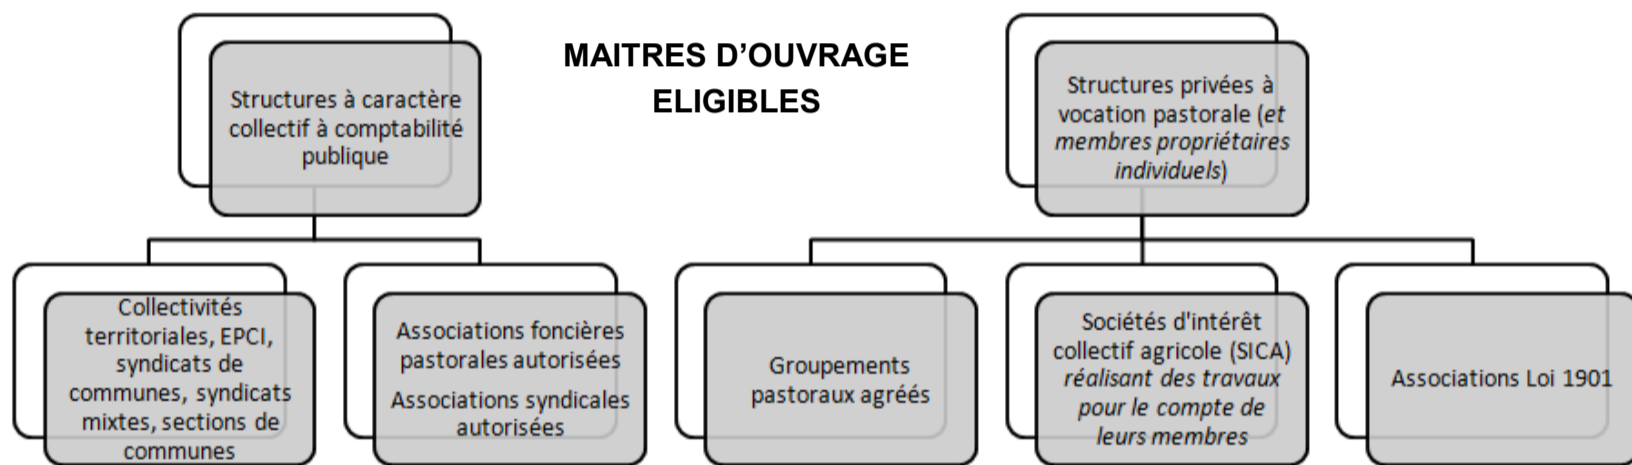 MAITRES D'OUVRAGE
ELIGIBLES
Structures à caractère
collectif à comptabilité
publique
Structures privées à
vocation pastorale (et
membres propriétaires
individuels)
Collectivités
territoriales, EPCI,
syndicats de
communes, syndicats
mixtes, sections de
communes
Associations foncières
pastorales autorisées
Associations syndicales
autorisées
Groupements
pastoraux agréés
Sociétés d'intérêt
collectif agricole (SICA)
réalisant des travaux
pour le compte de
leurs membres
Associations Loi 1901